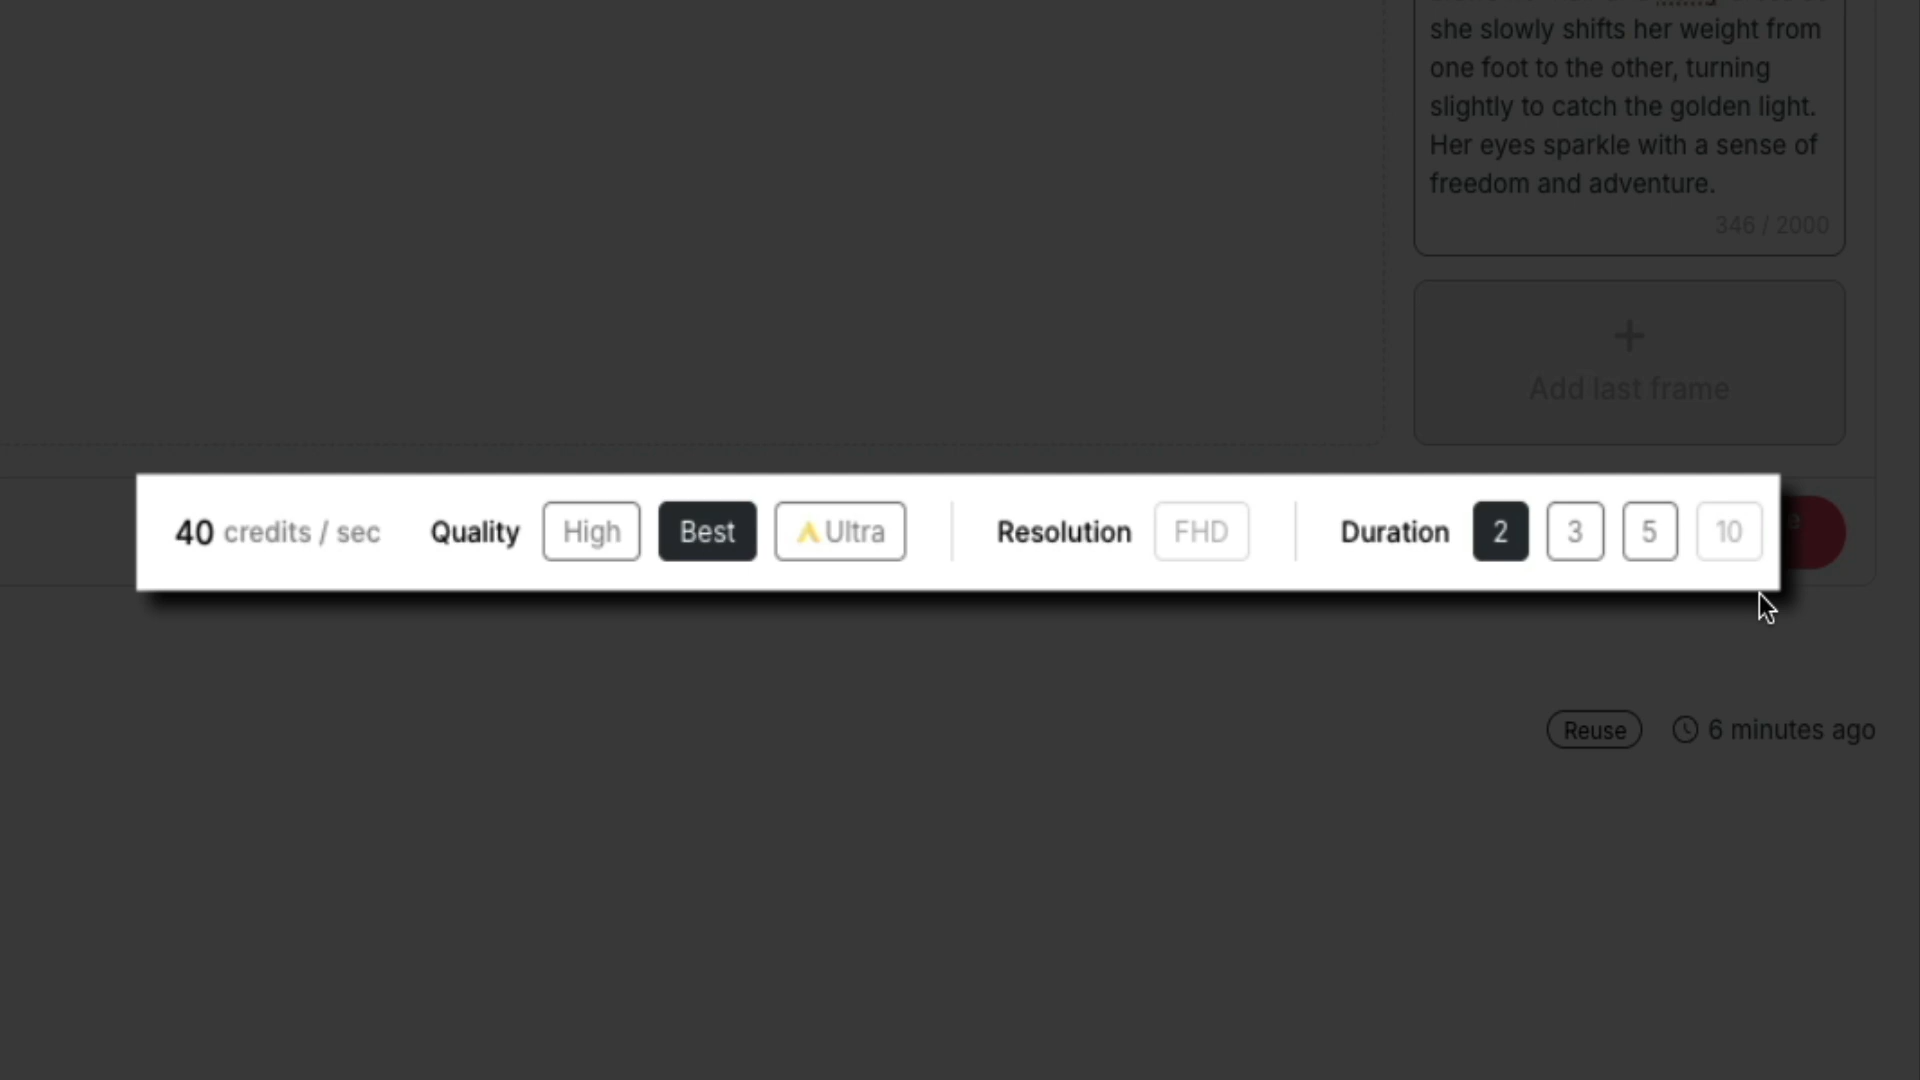 she slowly shifts her weight from
one foot to the other, turning
slightly to catch the golden light.
Her eyes sparkle with a sense of
freedom and adventure.
346 / 2000
+
Add last frame
40 credits / sec Quality High Best Ultra Resolution FHD Duration 2 3 5 10
Reuse 6 minutes ago